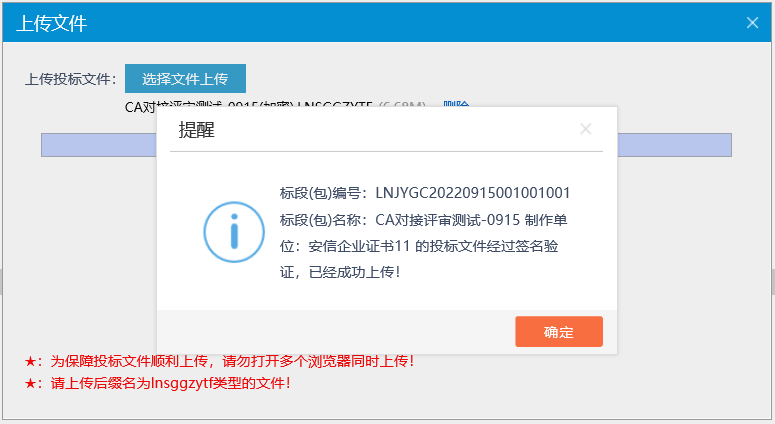 上传文件
上传投标文件：
选择文件上传
CA对接评审测试-0915(加密).LNSGGZYTF (6.68M) 删除
提醒
标段(包)编号：LNJYGC20220915001001001
标段(包)名称：CA对接评审测试-0915 制作单
位：安信企业证书11 的投标文件经过签名验
证，已经成功上传！
确定
★：为保障投标文件顺利上传，请勿打开多个浏览器同时上传！
★：请上传后缀名为lnsggzytf类型的文件！